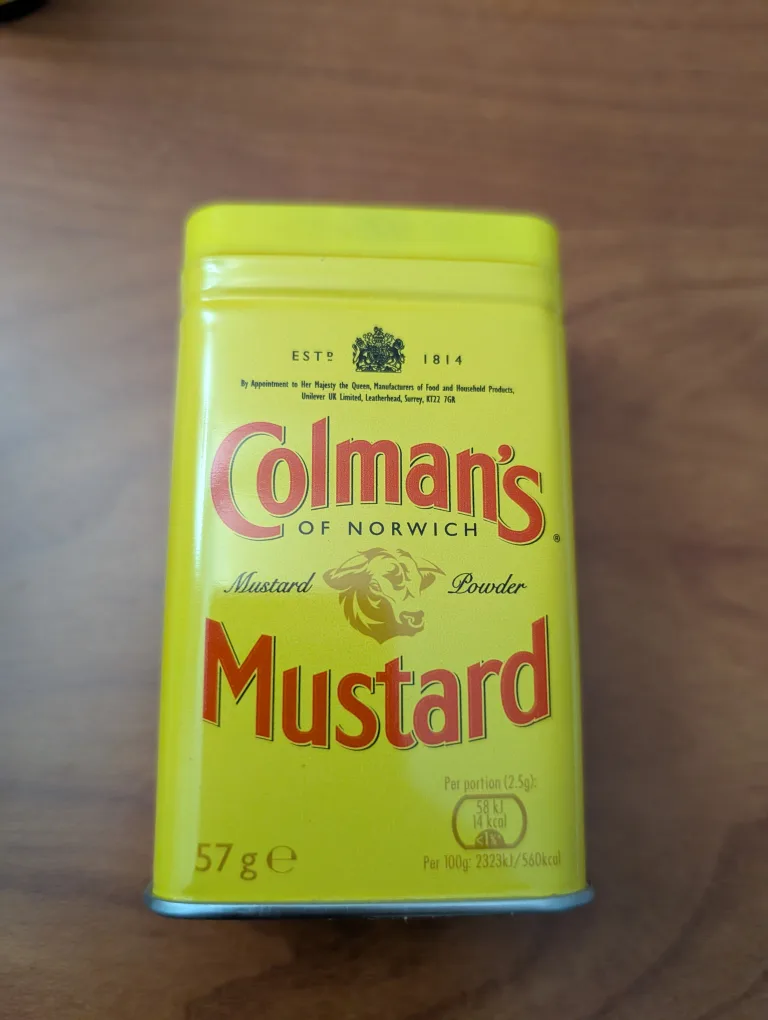 ESTD 1814
By Appointment to Her Majesty the Queen, Manufacturers of Food and Household Products,
Unilever UK Limited, Leatherhead, Surrey, KT22 7GR
Colman's
OF NORWICH ®
Mustard Powder
Mustard
Per portion (2.5g):
58 kJ
14 kcal
<1%
57 g ℮
Per 100g: 2323kJ/560kcal